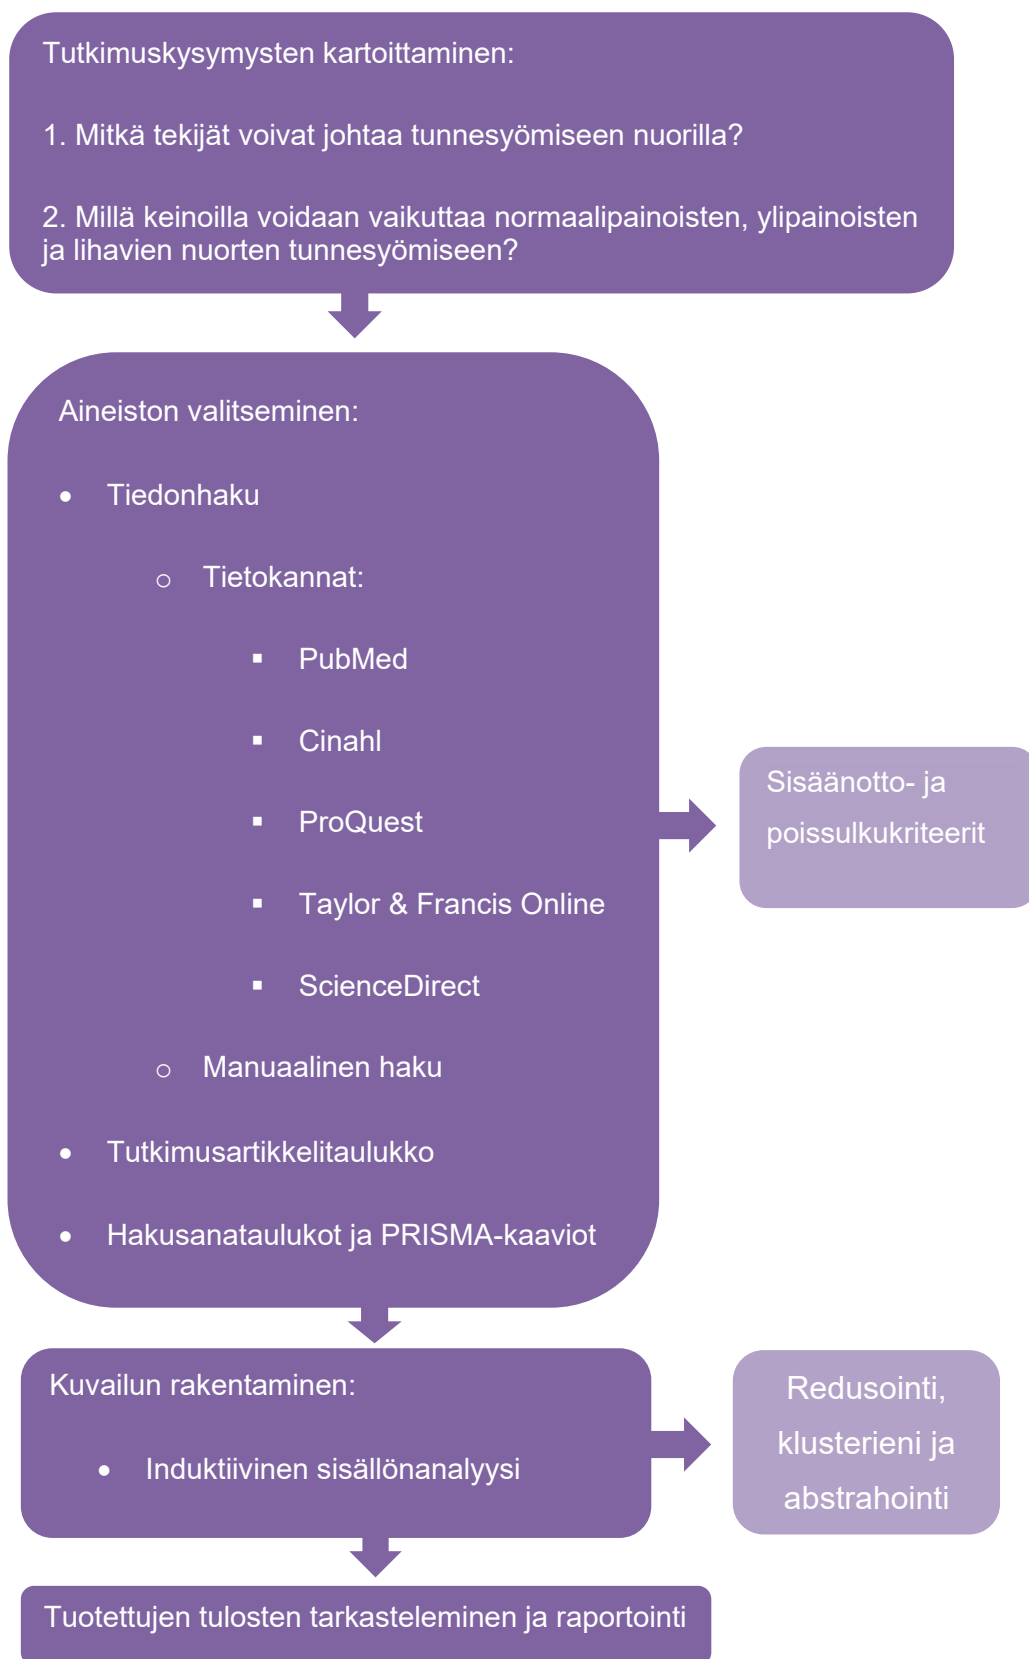 Tutkimuskysymysten kartoittaminen:
1. Mitkä tekijät voivat johtaa tunnesyömiseen nuorilla?
2. Millä keinoilla voidaan vaikuttaa normaalipainoisten, ylipainoisten
ja lihavien nuorten tunnesyömiseen?
Aineiston valitseminen:
• Tiedonhaku
o Tietokannat:
▪ PubMed
▪ Cinahl
▪ ProQuest
▪ Taylor & Francis Online
▪ ScienceDirect
o Manuaalinen haku
• Tutkimusartikkelitaulukko
• Hakusanataulukot ja PRISMA-kaaviot
Sisäänotto- ja
poissulkukriteerit
Kuvailun rakentaminen:
• Induktiivinen sisällönanalyysi
Redusointi,
klusterieni ja
abstrahointi
Tuotettujen tulosten tarkasteleminen ja raportointi